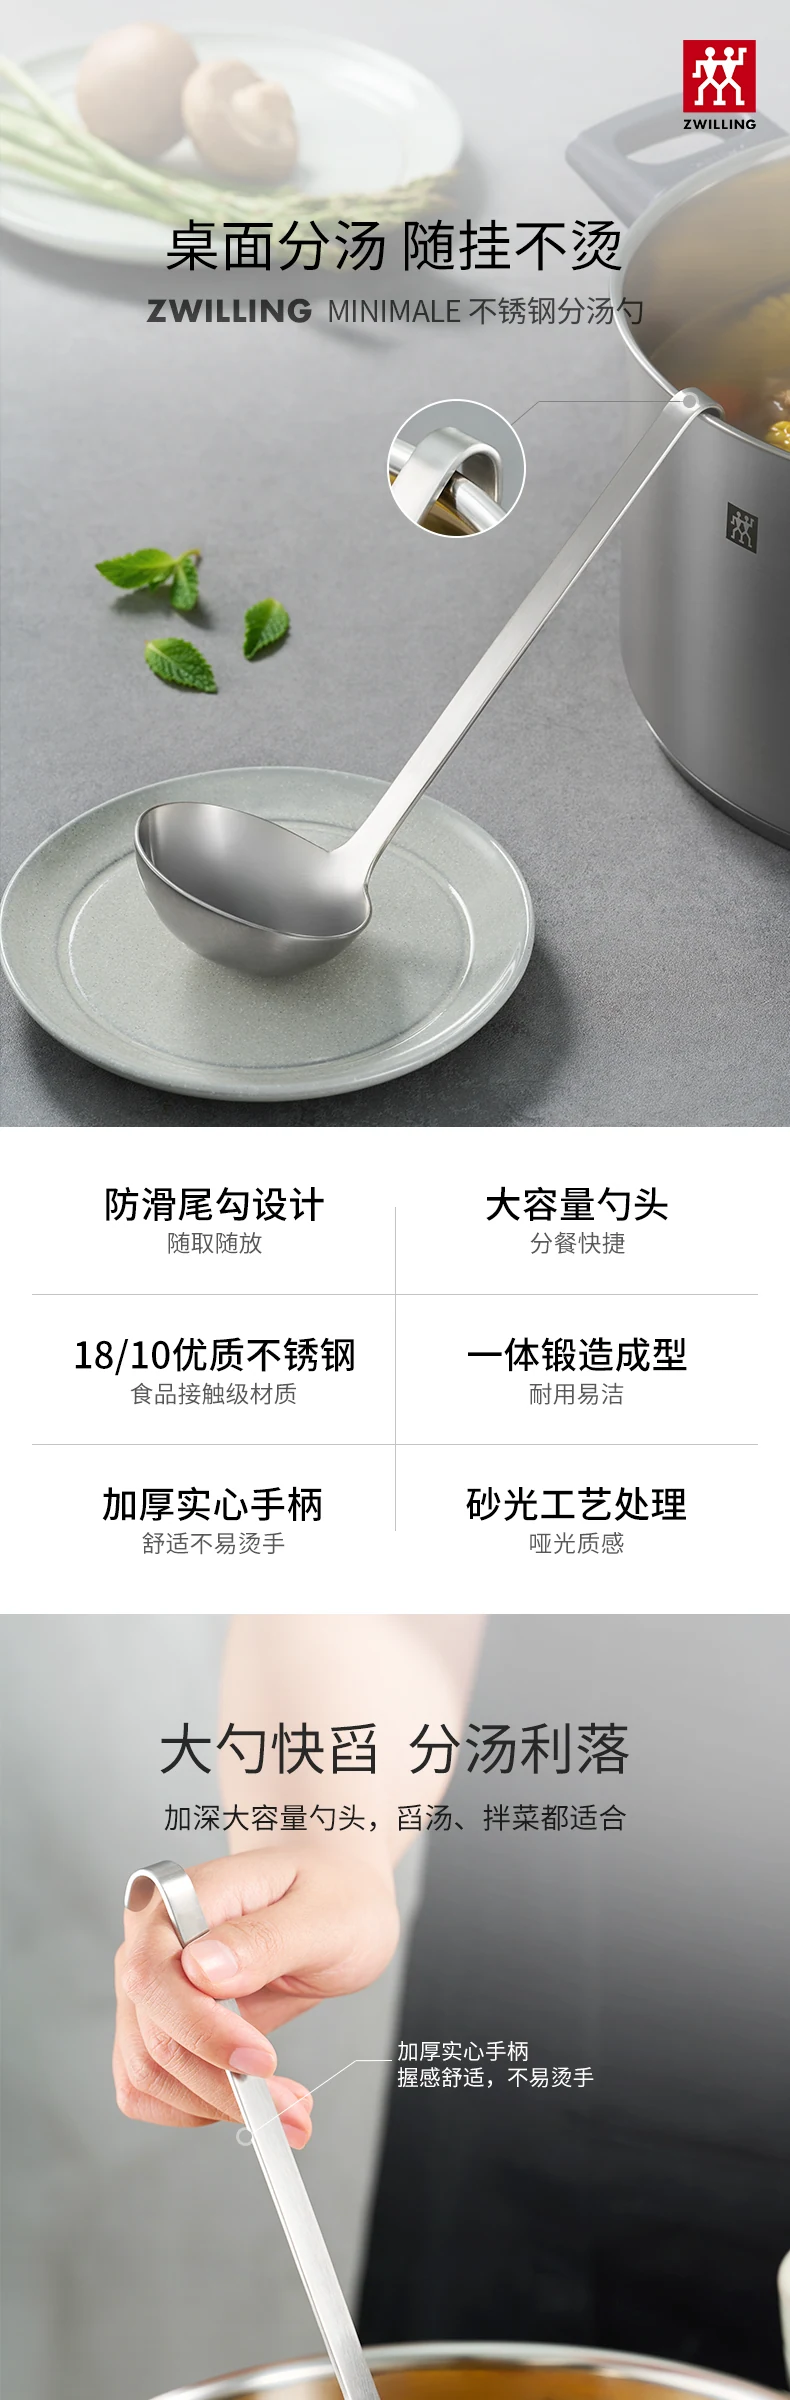 ZWILLING
桌面分汤 随挂不烫
ZWILLING MINIMALE 不锈钢分汤勺
防滑尾勾设计
随取随放
大容量勺头
分餐快捷
18/10优质不锈钢
食品接触级材质
一体锻造成型
耐用易洁
加厚实心手柄
舒适不易烫手
砂光工艺处理
哑光质感
大勺快舀 分汤利落
加深大容量勺头，舀汤、拌菜都适合
加厚实心手柄
握感舒适，不易烫手